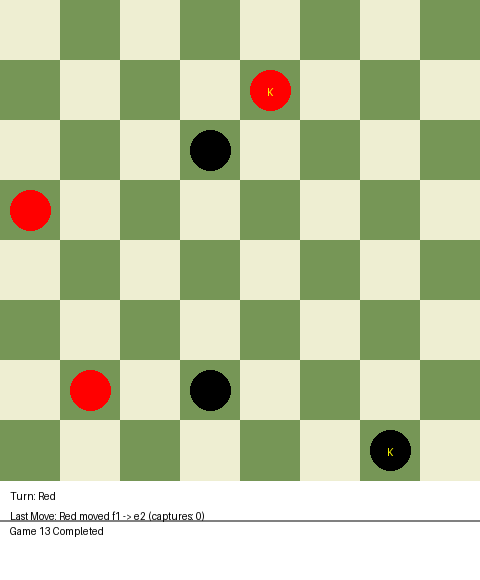 K
K
Turn: Red
Last Move: Red moved f1 -> e2 (captures: 0)
Game 13 Completed